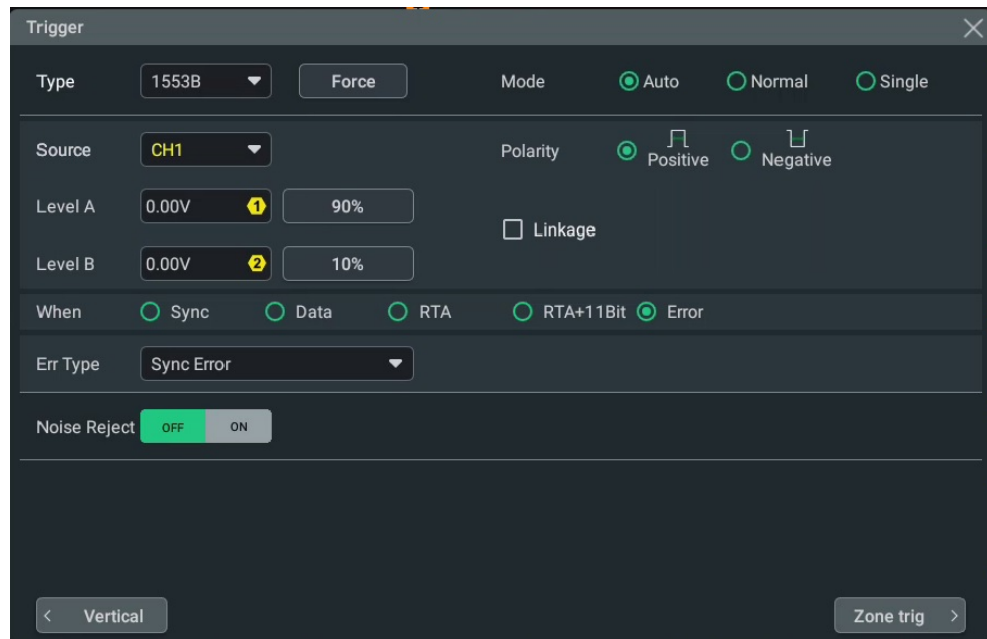 Trigger
Type 1553B Force Mode Auto Normal Single
Source CH1 Polarity Positive Negative
Level A 0.00V 1 90%
Linkage
Level B 0.00V 2 10%
When Sync Data RTA RTA+11Bit Error
Err Type Sync Error
Noise Reject OFF ON
< Vertical Zone trig >